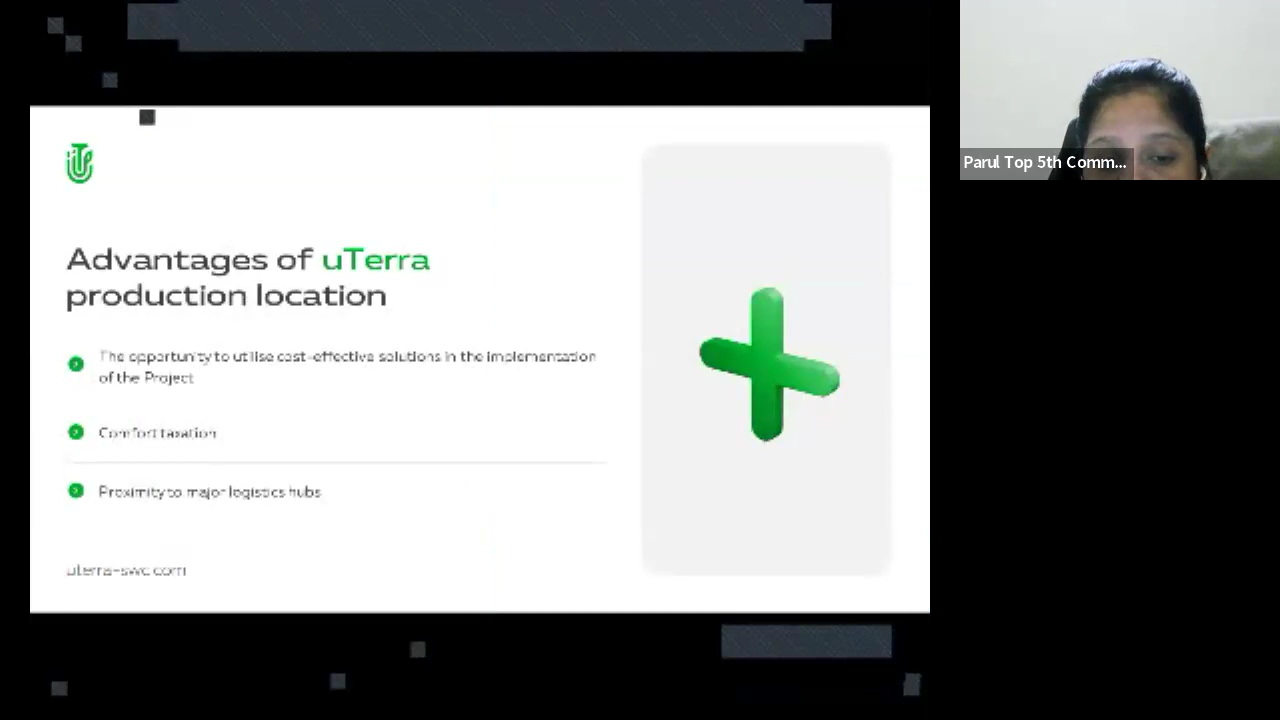 Advantages of uTerra
production location
The opportunity to utilise cost-effective solutions in the implementation
of the Project
Comfort taxation
Proximity to major logistics hubs
uterra-swc.com
Parul Top 5th Comm...